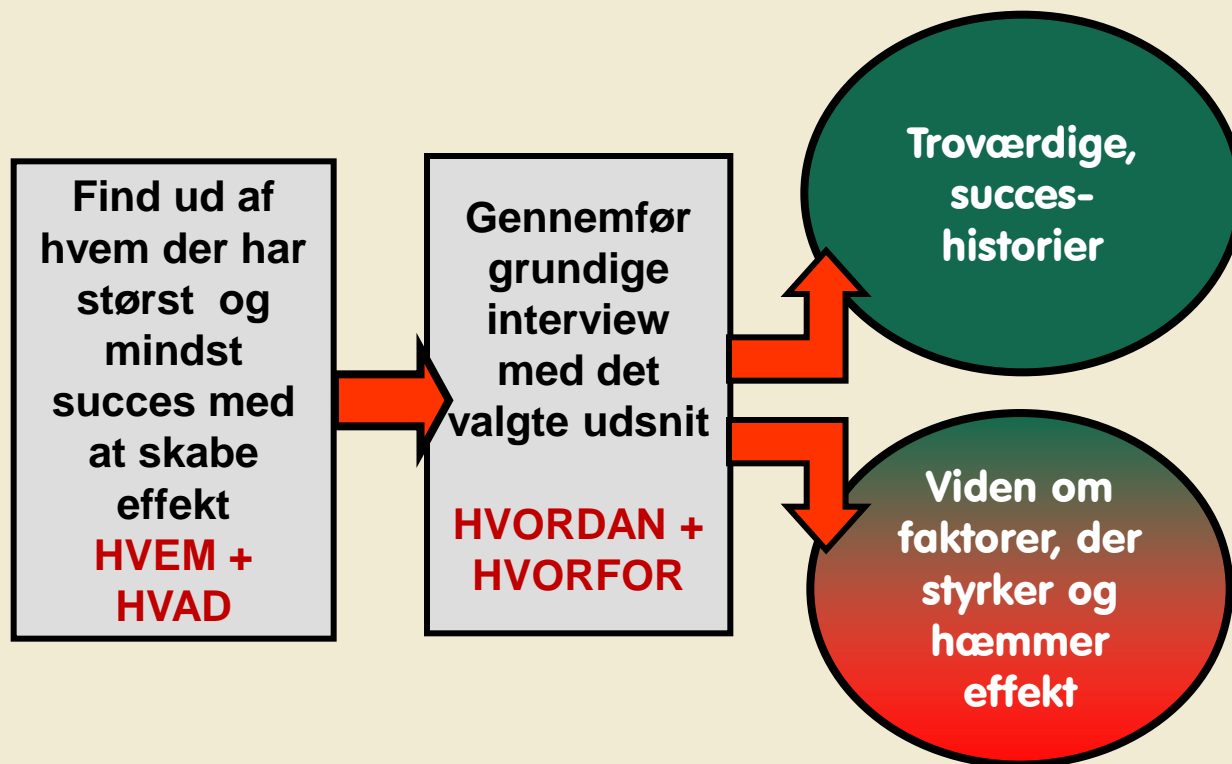 Find ud af
hvem der har
størst og
mindst
succes med
at skabe
effekt
HVEM +
HVAD
Gennemfør
grundige
interview
med det
valgte udsnit
HVORDAN +
HVORFOR
Troværdige,
succes-
historier
Viden om
faktorer, der
styrker og
hæmmer
effekt